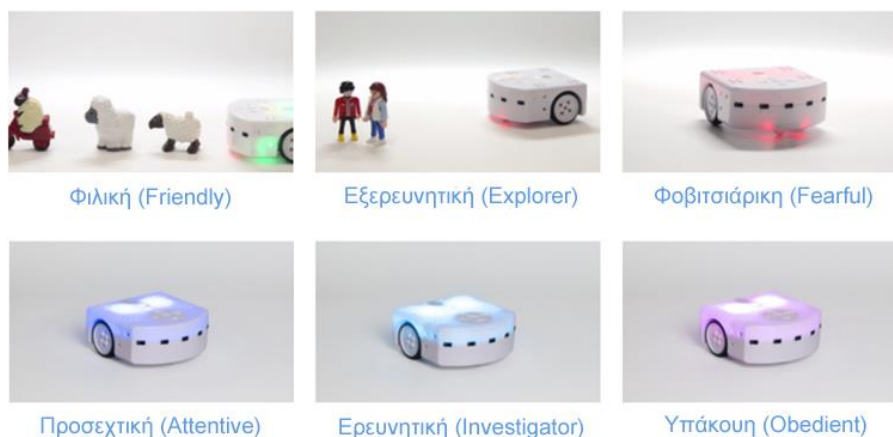 Φιλική (Friendly)
Εξερευνητική (Explorer)
Φοβιτσιάρικη (Fearful)
Προσεχτική (Attentive)
Ερευνητική (Investigator)
Υπάκουη (Obedient)